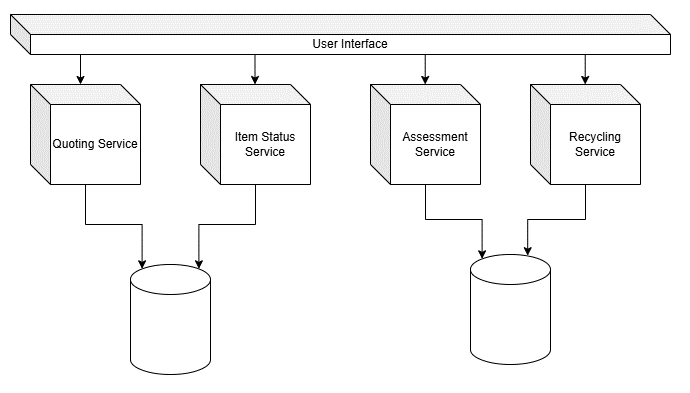 User Interface
Quoting Service
Item Status
Service
Assessment
Service
Recycling
Service